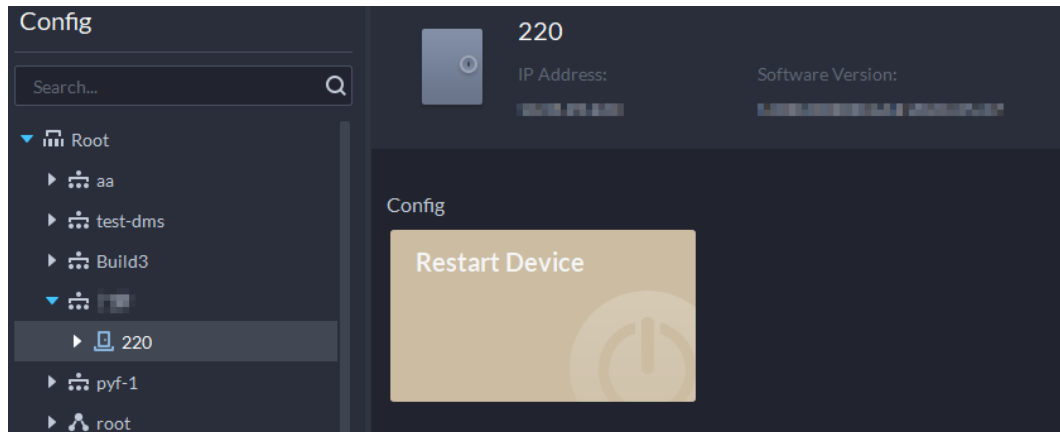 Config
Search...
Root
aa
test-dms
Build3
220
pyf-1
root
220
IP Address:
Software Version:
Config
Restart Device